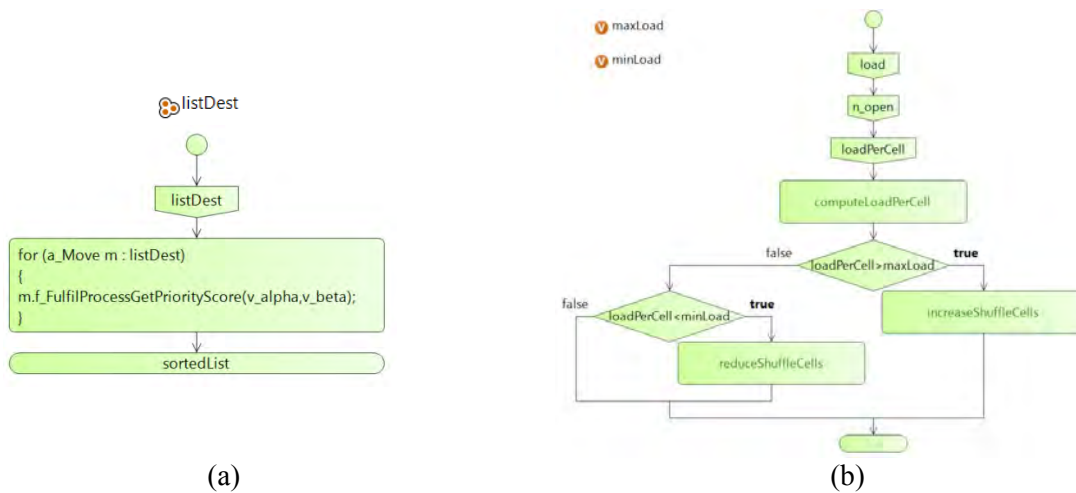 listDest
listDest
for (a_Move m : listDest)
{
m.f_FulfilProcessGetPriorityScore(v_alpha,v_beta);
}
sortedList
(a)
maxLoad
minLoad
load
n_open
loadPerCell
computeLoadPerCell
false
true
loadPerCell>maxLoad
false
true
loadPerCell<minLoad
increaseShuffleCells
reduceShuffleCells
(b)